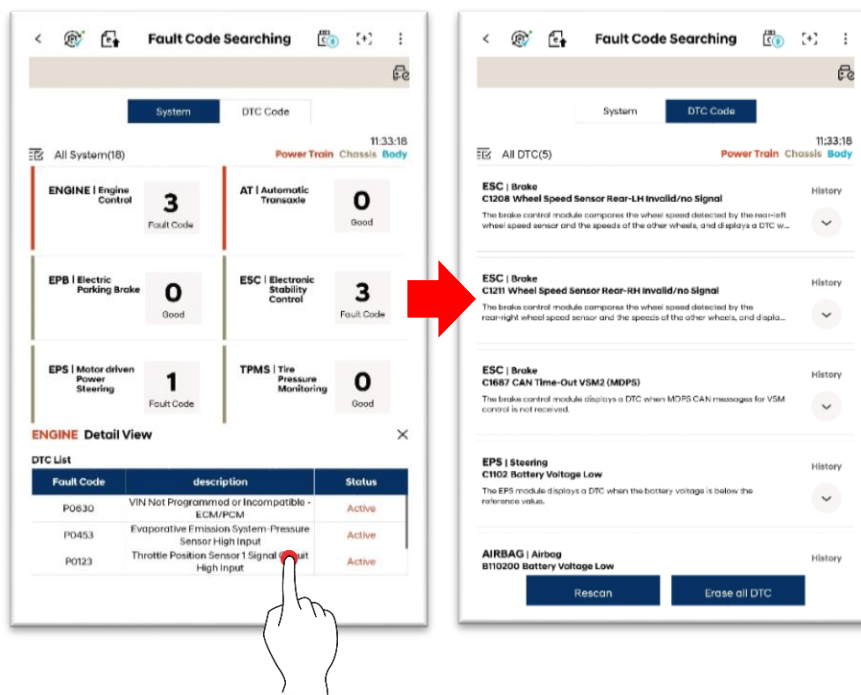 Fault Code Searching
System
DTC Code
11:33:18
All System(18)
Power Train Chassis Body
ENGINE | Engine
Control
3
Fault Code
AT | Automatic
Transaxle
0
Good
EPB | Electric
Parking Brake
0
Good
ESC | Electronic
Stability
Control
3
Fault Code
EPS | Motor driven
Power
Steering
1
Fault Code
TPMS | Tire
Pressure
Monitoring
0
Good
ENGINE Detail View
DTC List
Fault Code
description
Status
P0630
VIN Not Programmed or Incompatible -
ECM/PCM
Active
P0453
Evaporative Emission System-Pressure
Sensor High Input
Active
P0123
Throttle Position Sensor 1 Signal
High Input
Active
Fault Code Searching
System
DTC Code
11:33:18
All DTC(5)
Power Train Chassis Body
ESC | Brake
C1208 Wheel Speed Sensor Rear-LH Invalid/no Signal
The brake control module compares the wheel speed detected by the rear-left
wheel speed sensor and the speeds of the other wheels, and displays a DTC w...
History
ESC | Brake
C1211 Wheel Speed Sensor Rear-RH Invalid/no Signal
The brake control module compares the wheel speed detected by the
rear-right wheel speed sensor and the speeds of the other wheels, and displa...
History
ESC | Brake
C1687 CAN Time-Out VSM2 (MDPS)
The brake control module displays a DTC when MDPS CAN messages for VSM
control is not received.
History
EPS | Steering
C1102 Battery Voltage Low
The EPS module displays a DTC when the battery voltage is below the
reference value.
History
AIRBAG | Airbag
B110200 Battery Voltage Low
History
Rescan
Erase all DTC